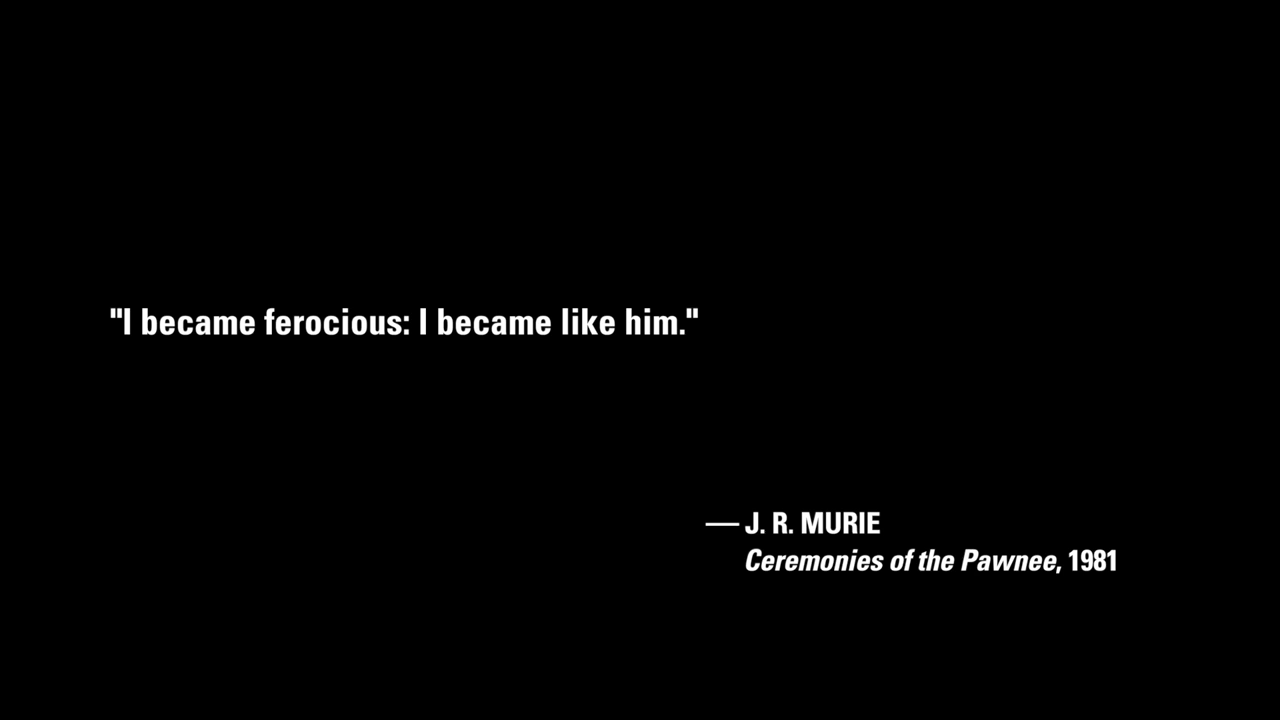 "I became ferocious: I became like him."
— J. R. MURIE
Ceremonies of the Pawnee, 1981